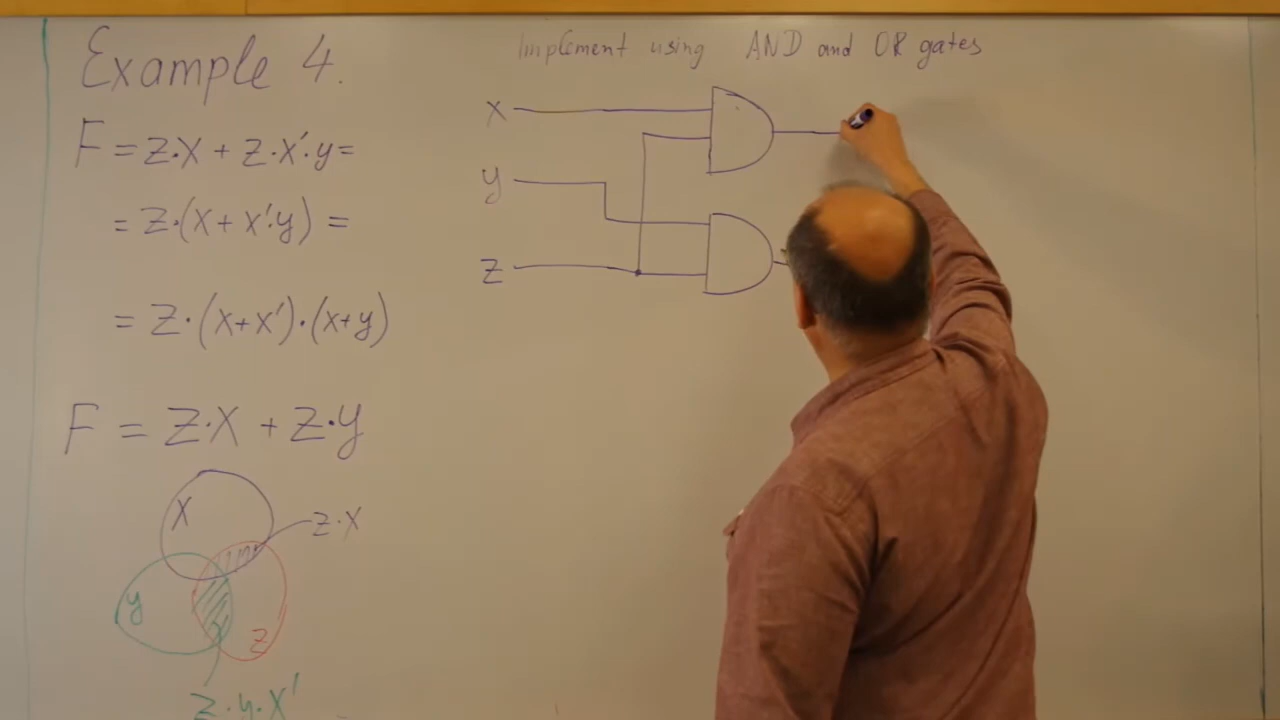 Example 4.
F = Z·X + Z·X'·y =
= Z·(X + X'·y) =
= Z·(X+X')·(X+y)
F = Z·X + Z·Y
X
Z·X
y
Z
Z·y·X'
Implement using AND and OR gates
X
y
Z